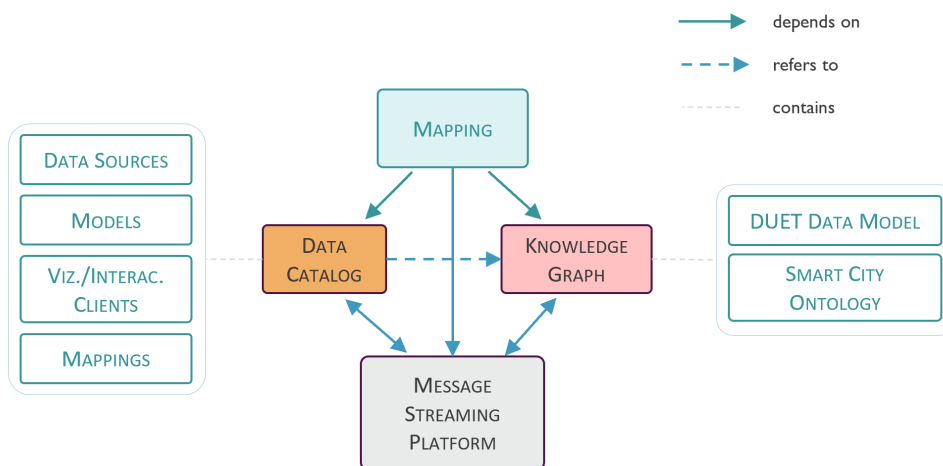 depends on
refers to
contains
MAPPING
DATA SOURCES
MODELS
VIZ./INTERAC.
CLIENTS
MAPPINGS
DATA
CATALOG
KNOWLEDGE
GRAPH
DUET DATA MODEL
SMART CITY
ONTOLOGY
MESSAGE
STREAMING
PLATFORM